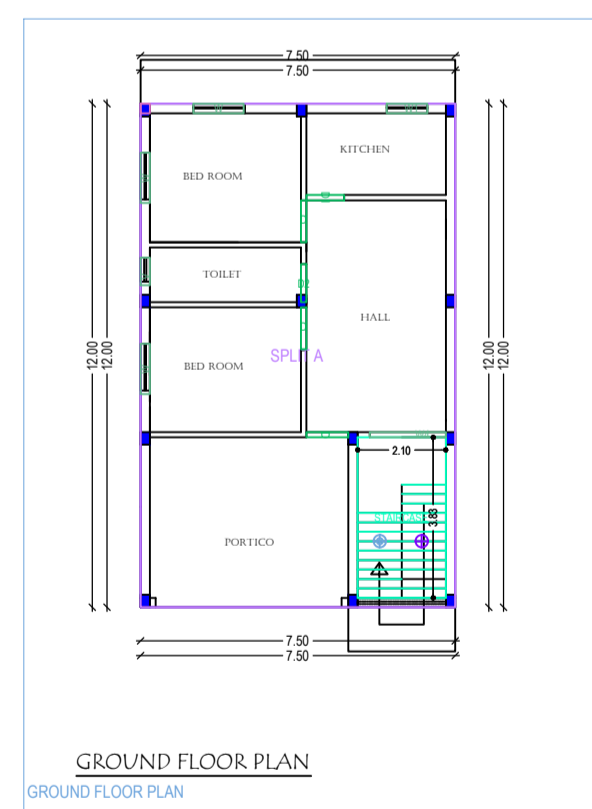 7.50
7.50
KITCHEN
BED ROOM
TOILET
D2
HALL
12.00
12.00
12.00
12.00
SPLIT A
BED ROOM
2.10
STAIRCASE
3.83
PORTICO
7.50
7.50
GROUND FLOOR PLAN
GROUND FLOOR PLAN